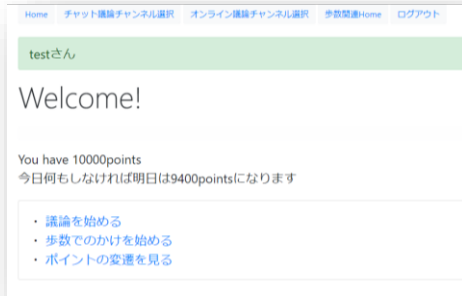 Home チャット議論チャンネル選択 オンライン議論チャンネル選択 歩数関連Home ログアウト
testさん
Welcome!
You have 10000points
今日何もしなければ明日は9400pointsになります
・ 議論を始める
・ 歩数でのかけを始める
・ ポイントの変遷を見る